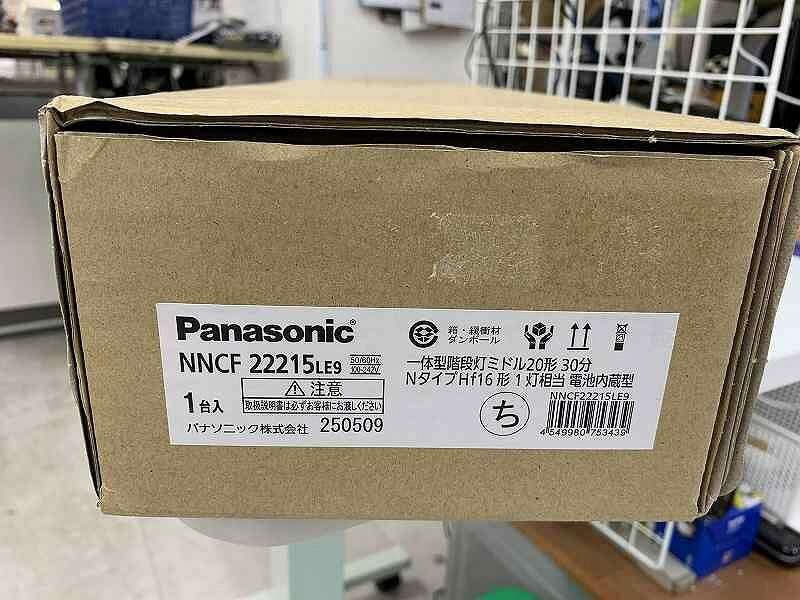 Panasonic®
NNCF 22215LE9 50/60Hz 100-242V
1台入
⚠注意
取扱説明書は必ずお客様にお渡しください
パナソニック株式会社 250509
箱・緩衝材
ダンボール
一体型階段灯ミドル20形 30分
NタイプHf16形1灯相当 電池内蔵型
ち
NNCF22215LE9
4 549980 753439